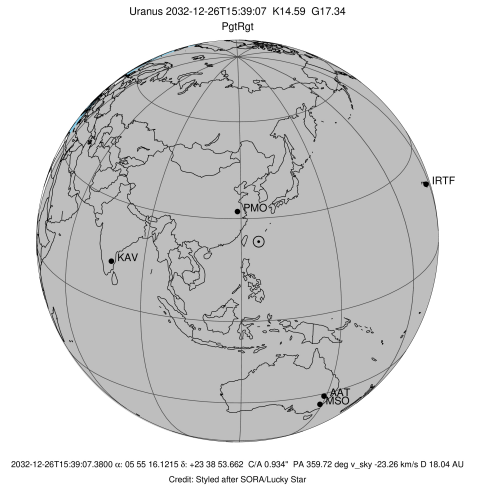 Uranus 2032-12-26T15:39:07 K14.59 G17.34
PgtRgt
IRTF
PMO
KAV
AAT
MSO
2032-12-26T15:39:07.3800 α: 05 55 16.1215 δ: +23 38 53.662 C/A 0.934" PA 359.72 deg v_sky -23.26 km/s D 18.04 AU
Credit: Styled after SORA/Lucky Star